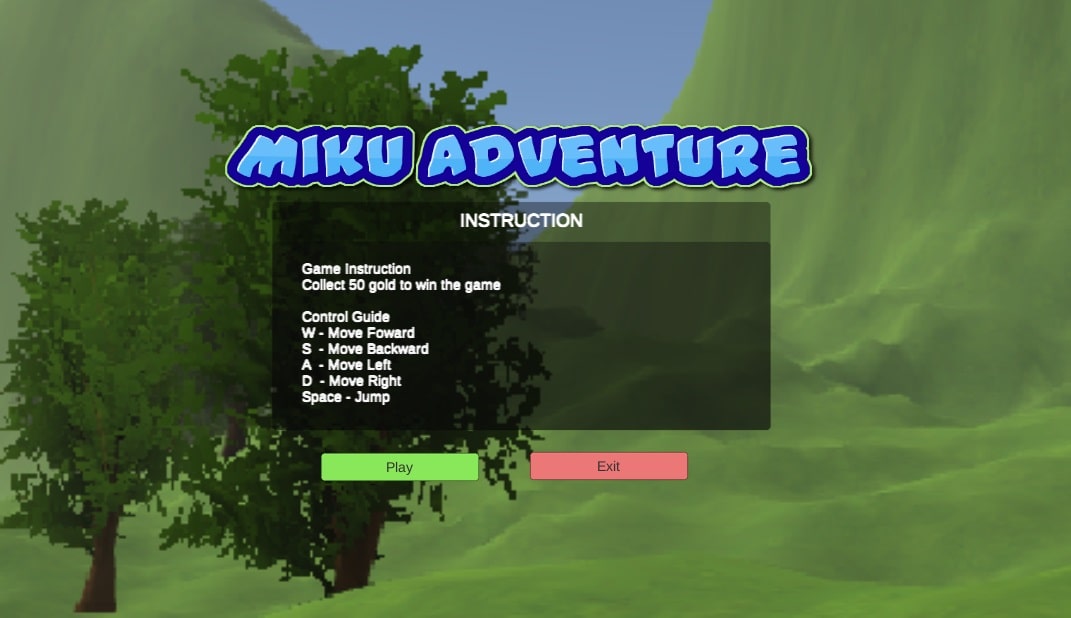 MIKU ADVENTURE
INSTRUCTION
Game Instruction
Collect 50 gold to win the game
Control Guide
W - Move Foward
S - Move Backward
A - Move Left
D - Move Right
Space - Jump
Play
Exit